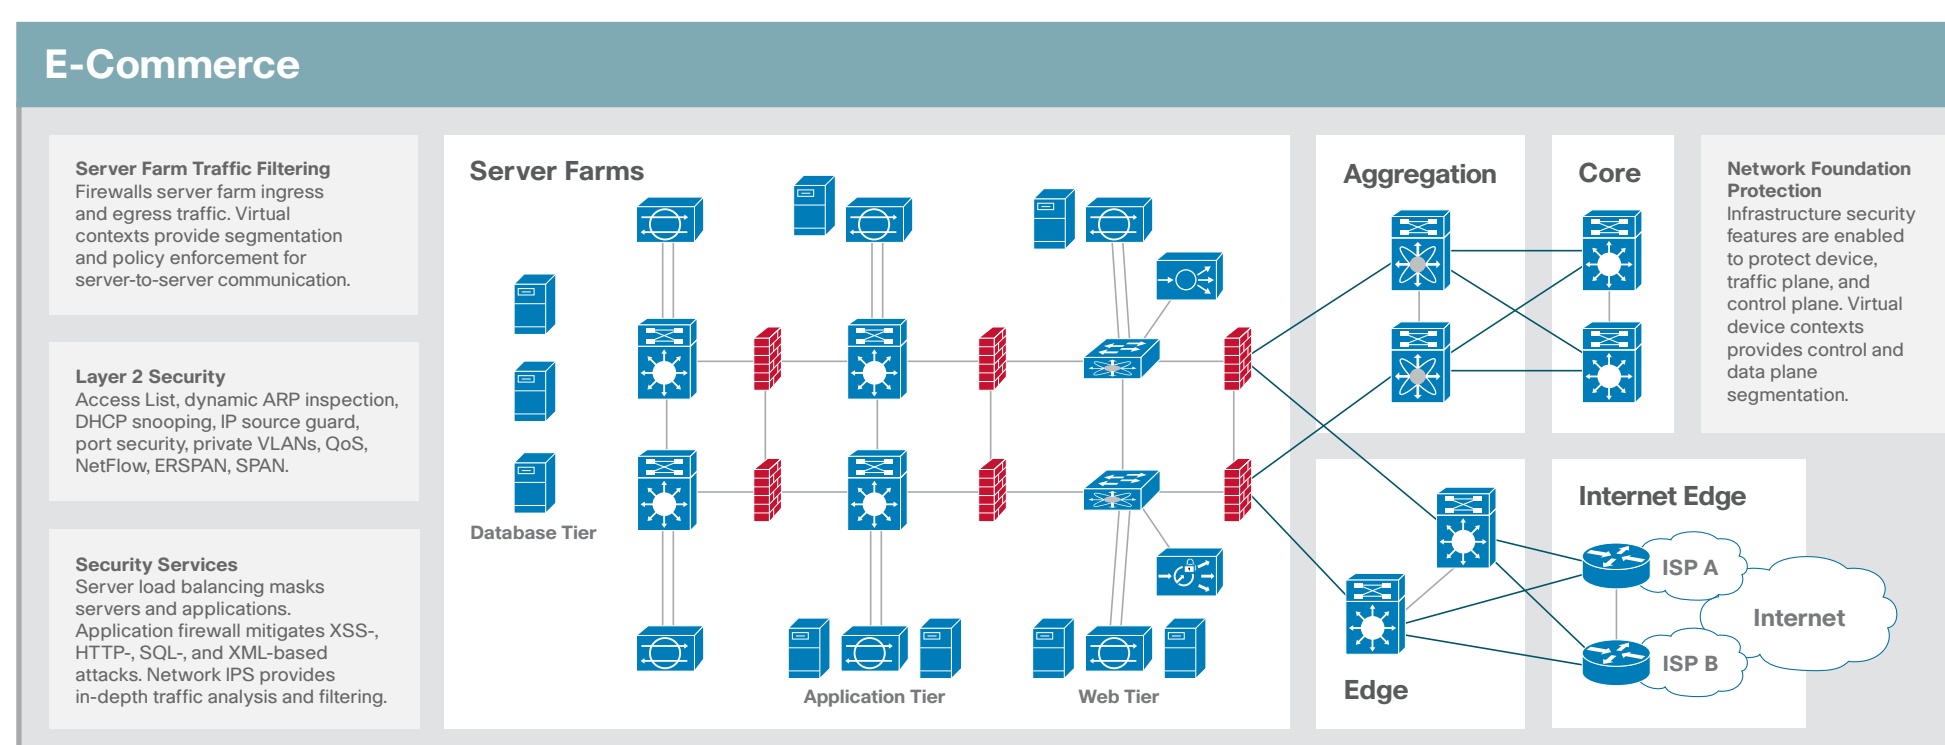 E-Commerce
Server Farm Traffic Filtering
Firewalls server farm ingress
and egress traffic. Virtual
contexts provide segmentation
and policy enforcement for
server-to-server communication.
Layer 2 Security
Access List, dynamic ARP inspection,
DHCP snooping, IP source guard,
port security, private VLANs, QoS,
NetFlow, ERSPAN, SPAN.
Security Services
Server load balancing masks
servers and applications.
Application firewall mitigates XSS-,
HTTP-, SQL-, and XML-based
attacks. Network IPS provides
in-depth traffic analysis and filtering.
Server Farms
Database Tier
Application Tier
Web Tier
Aggregation
Core
Edge
Internet Edge
ISP A
Internet
ISP B
Network Foundation
Protection
Infrastructure security
features are enabled
to protect device,
traffic plane, and
control plane. Virtual
device contexts
provides control and
data plane
segmentation.